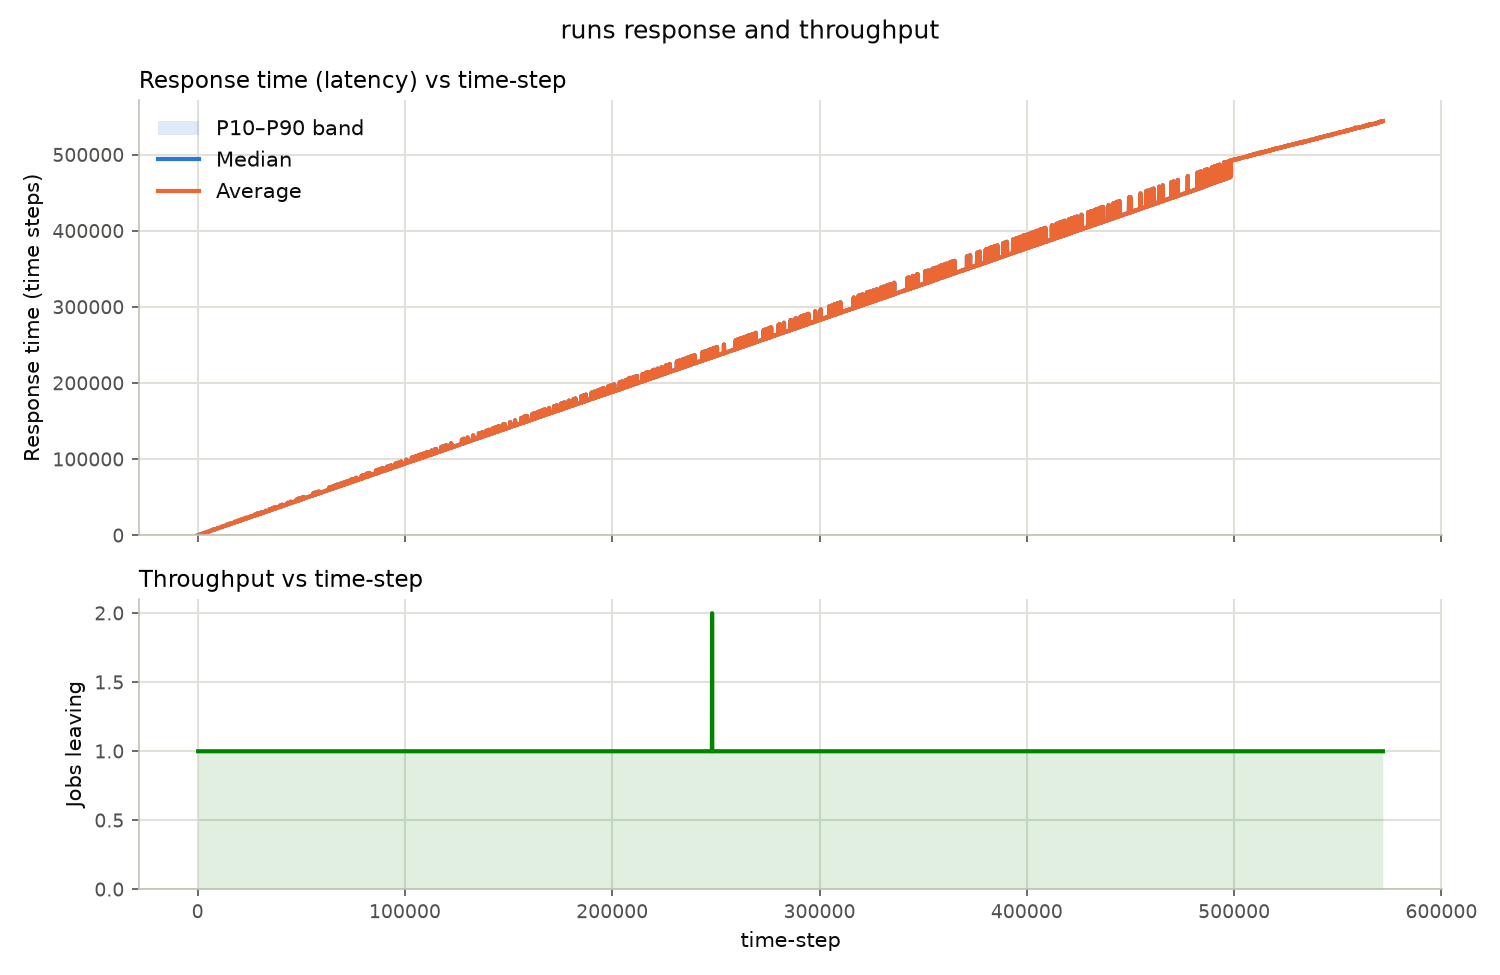 runs response and throughput
Response time (latency) vs time-step
P10–P90 band
Median
Average
Response time (time steps)
500000
400000
300000
200000
100000
0
Throughput vs time-step
Jobs leaving
2.0
1.5
1.0
0.5
0.0
0 100000 200000 300000 400000 500000 600000
time-step